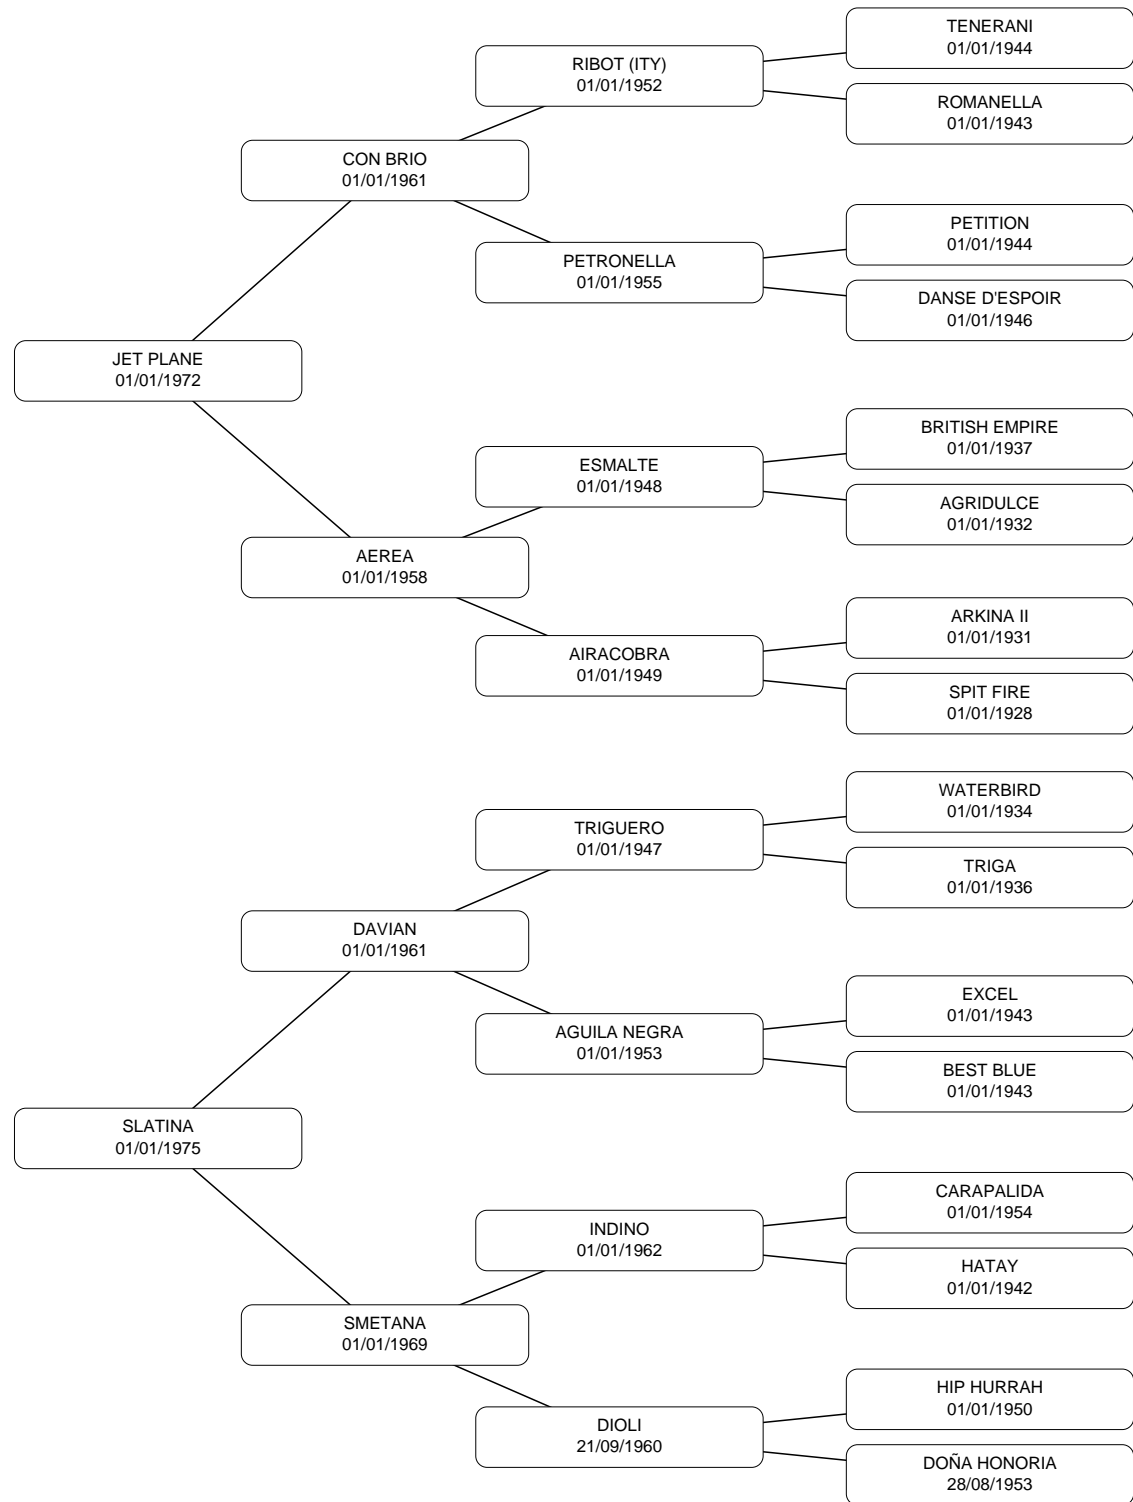 TENERANI
01/01/1944
RIBOT (ITY)
01/01/1952
ROMANELLA
01/01/1943
CON BRIO
01/01/1961
PETITION
01/01/1944
PETRONELLA
01/01/1955
DANSE D'ESPOIR
01/01/1946
JET PLANE
01/01/1972
BRITISH EMPIRE
01/01/1937
ESMALTE
01/01/1948
AGRIDULCE
01/01/1932
AEREA
01/01/1958
ARKINA II
01/01/1931
AIRACOBRA
01/01/1949
SPIT FIRE
01/01/1928
WATERBIRD
01/01/1934
TRIGUERO
01/01/1947
TRIGA
01/01/1936
DAVIAN
01/01/1961
EXCEL
01/01/1943
AGUILA NEGRA
01/01/1953
BEST BLUE
01/01/1943
SLATINA
01/01/1975
CARAPALIDA
01/01/1954
INDINO
01/01/1962
HATAY
01/01/1942
SMETANA
01/01/1969
HIP HURRAH
01/01/1950
DIOLI
21/09/1960
DOÑA HONORIA
28/08/1953